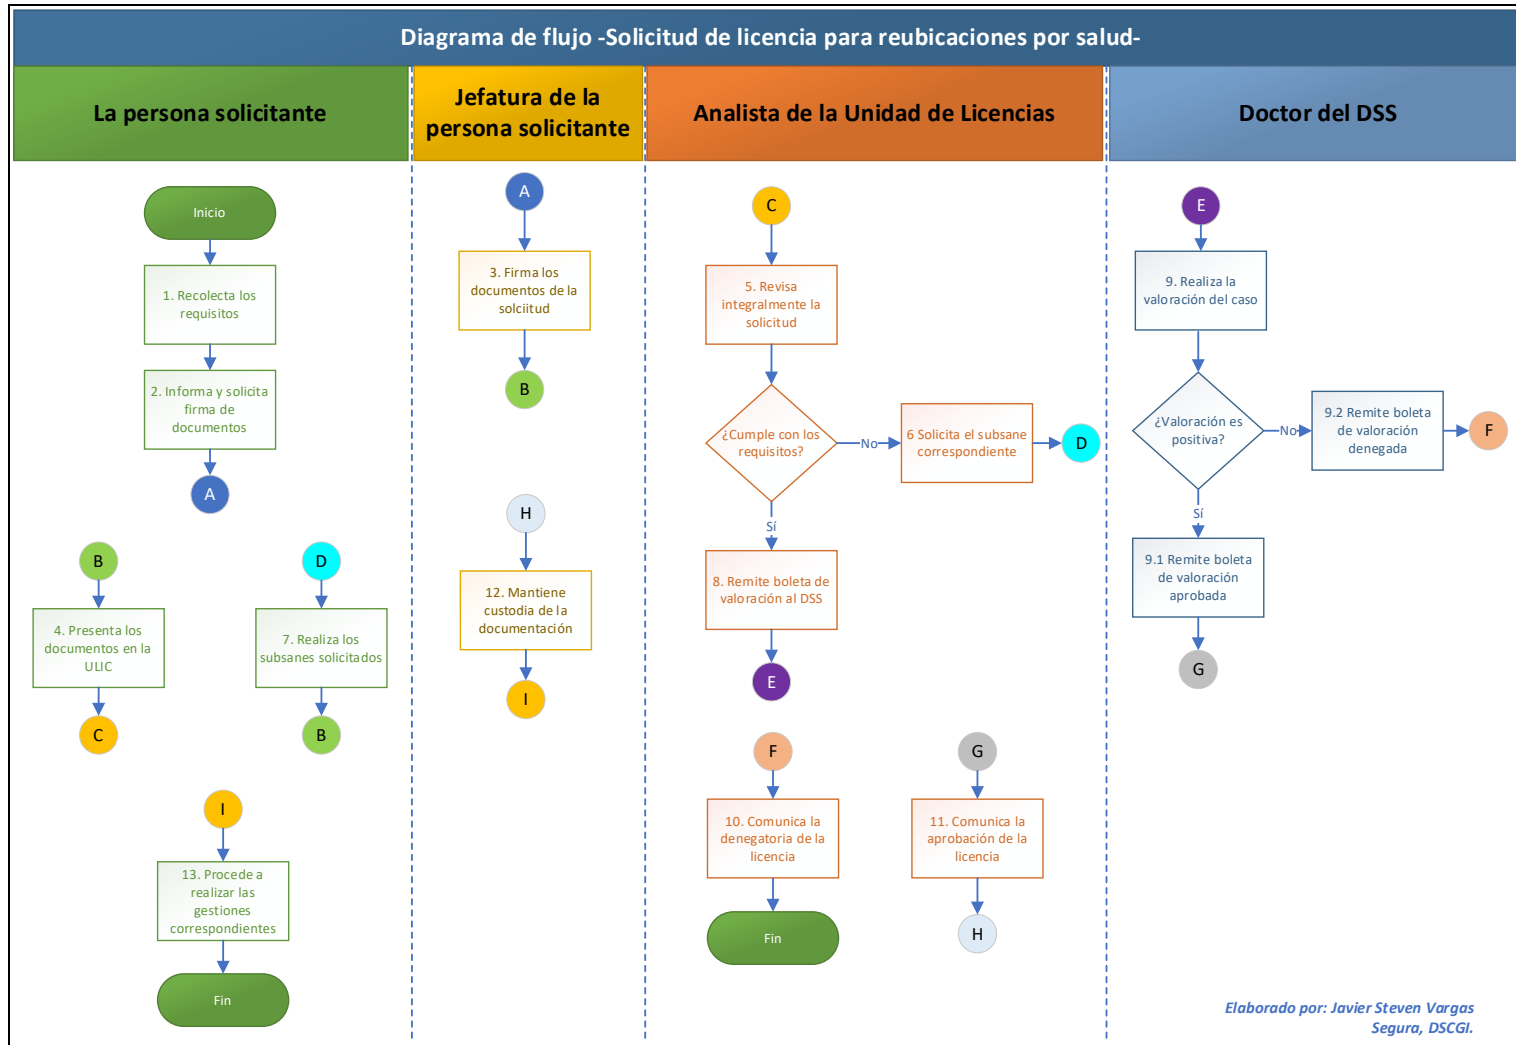 Diagrama de flujo -Solicitud de licencia para reubicaciones por salud-
La persona solicitante
Jefatura de la
persona solicitante
Analista de la Unidad de Licencias
Doctor del DSS
Inicio
1. Recolecta los
requisitos
2. Informa y solicita
firma de
documentos
A
B
4. Presenta los
documentos en la
ULIC
C
D
7. Realiza los
subsanes solicitados
B
I
13. Procede a
realizar las
gestiones
correspondientes
Fin
A
3. Firma los
documentos de la
solciitud
B
H
12. Mantiene
custodia de la
documentación
I
C
5. Revisa
integralmente la
solicitud
¿Cumple con los
requisitos?
No
6 Solicita el subsane
correspondiente
D
Sí
8. Remite boleta de
valoración al DSS
E
F
10. Comunica la
denegatoria de la
licencia
Fin
G
11. Comunica la
aprobación de la
licencia
H
E
9. Realiza la
valoración del caso
¿Valoración es
positiva?
No
9.2 Remite boleta
de valoración
denegada
F
Sí
9.1 Remite boleta
de valoración
aprobada
G
Elaborado por: Javier Steven Vargas
Segura, DSCGI.